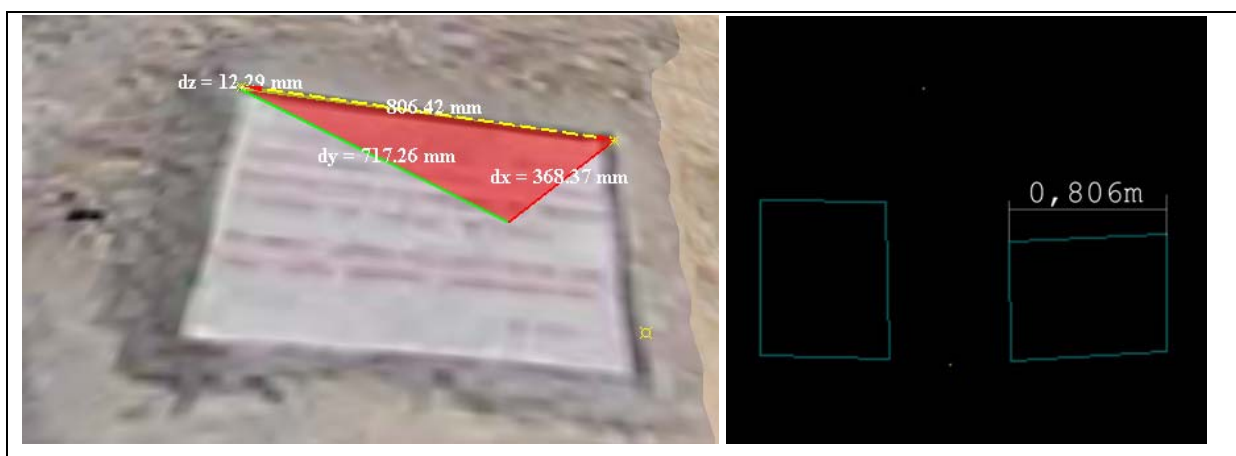 dz = 12.29 mm
806.42 mm
dy = 717.26 mm
dx = 368.37 mm
0,806m